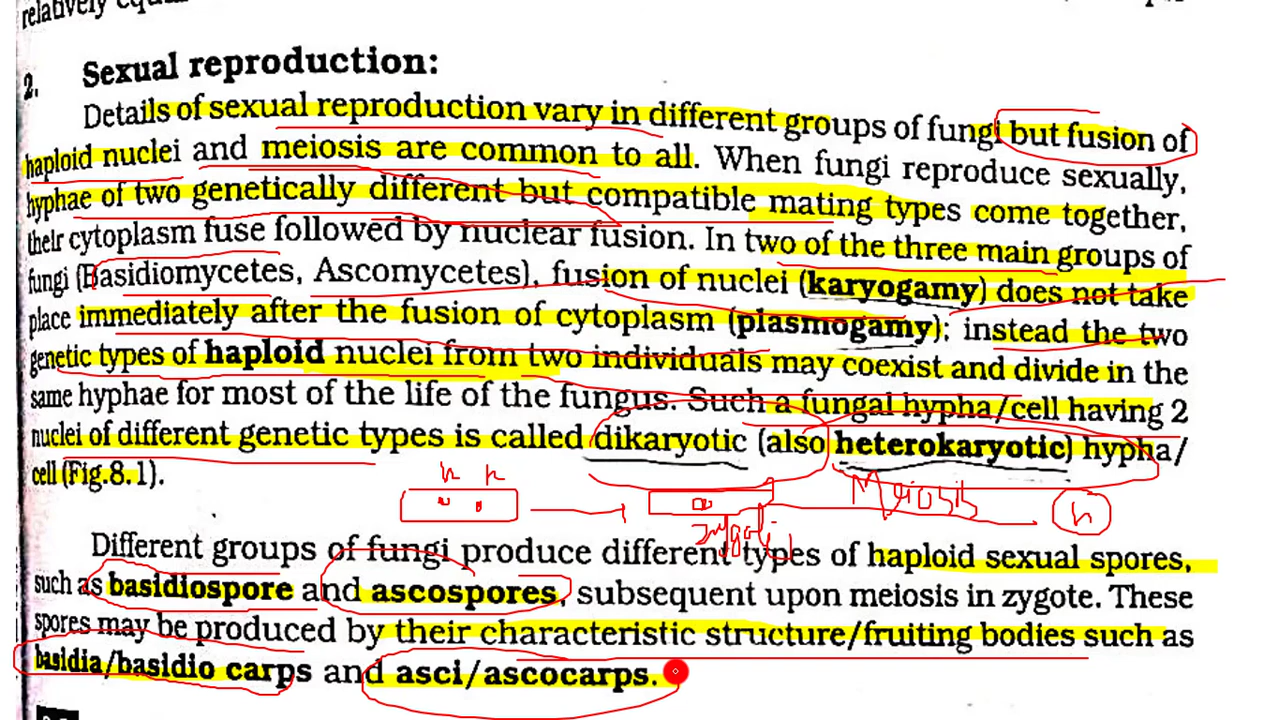 relatively
2. Sexual reproduction:
Details of sexual reproduction vary in different groups of fungi but fusion of
haploid nuclei and meiosis are common to all. When fungi reproduce sexually,
hyphae of two genetically different but compatible mating types come together,
their cytoplasm fuse followed by nuclear fusion. In two of the three main groups of
fungi (Basidiomycetes, Ascomycetes), fusion of nuclei (karyogamy) does not take
place immediately after the fusion of cytoplasm (plasmogamy); instead the two
genetic types of haploid nuclei from two individuals may coexist and divide in the
same hyphae for most of the life of the fungus. Such a fungal hypha/cell having 2
nuclei of different genetic types is called dikaryotic (also heterokaryotic) hypha/
cell (Fig.8.1).
n n
Meiosis
n
Different groups of fungi produce different types of haploid sexual spores,
such as basidiospore and ascospores, subsequent upon meiosis in zygote. These
spores may be produced by their characteristic structure/fruiting bodies such as
basidia/basidio carps and asci/ascocarps.